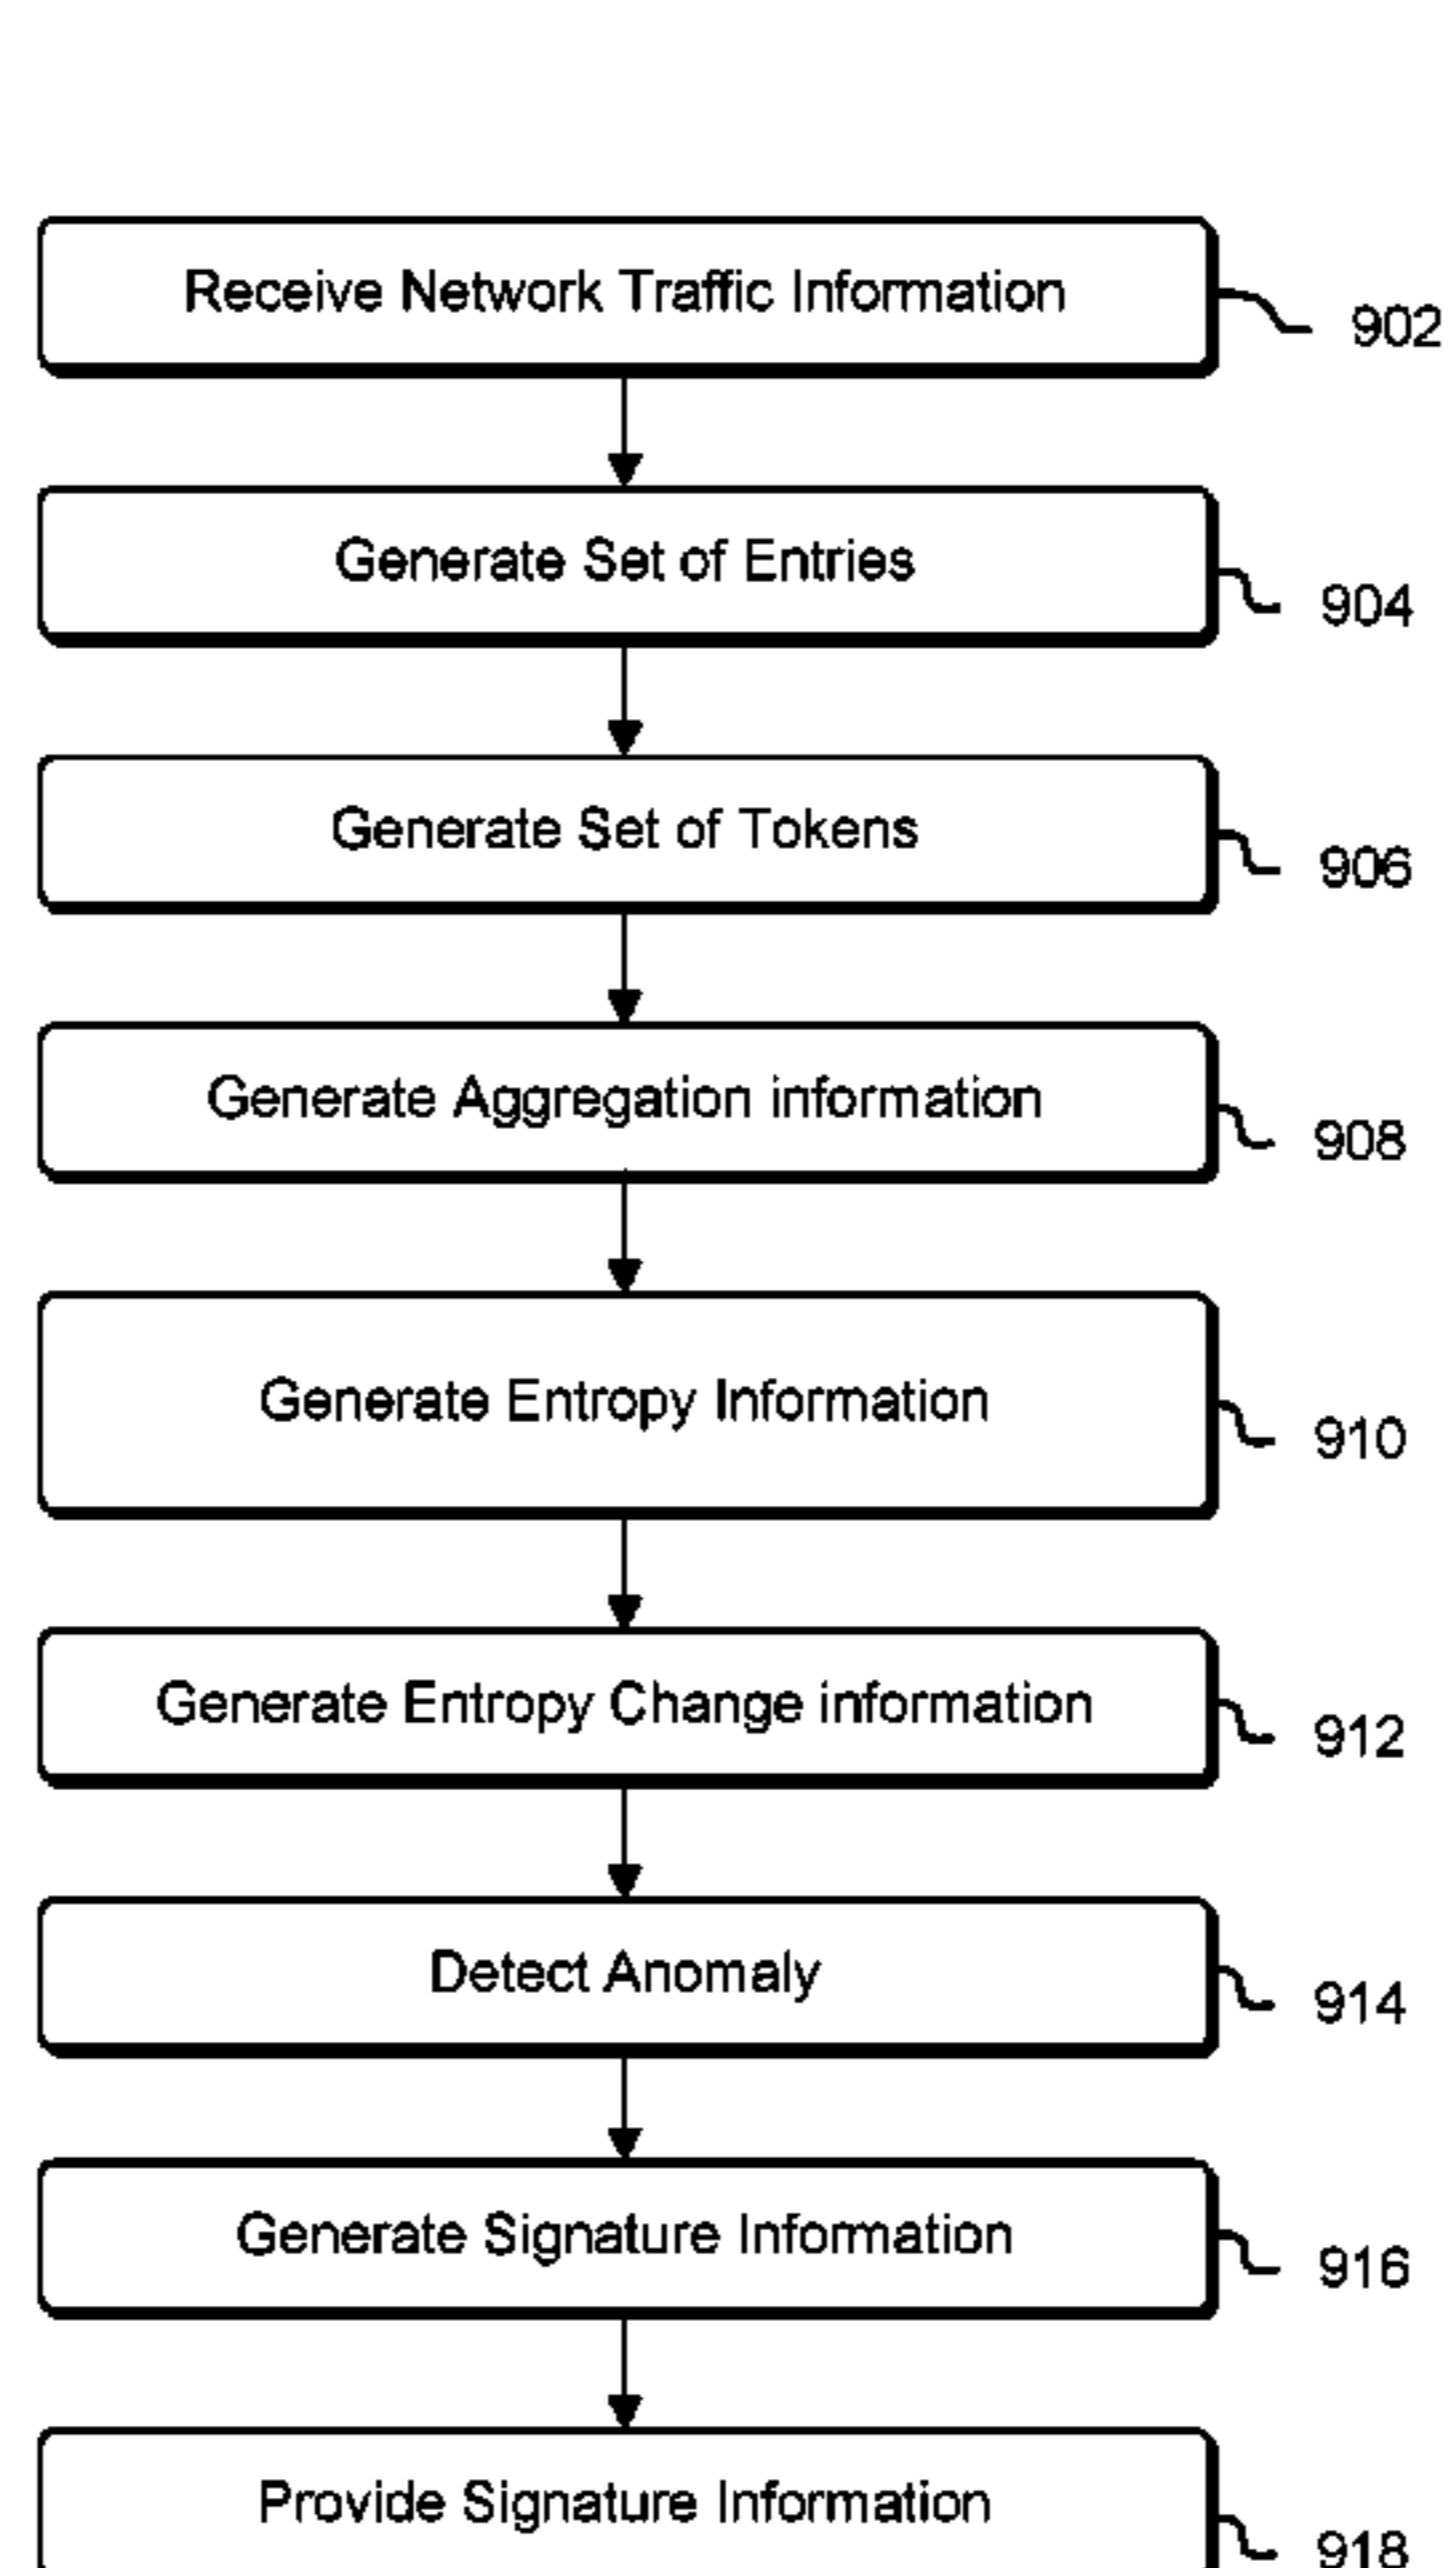 Receive Network Traffic Information
902
Generate Set of Entries
904
Generate Set of Tokens
906
Generate Aggregation information
908
Generate Entropy Information
910
Generate Entropy Change information
912
Detect Anomaly
914
Generate Signature Information
916
Provide Signature Information
918